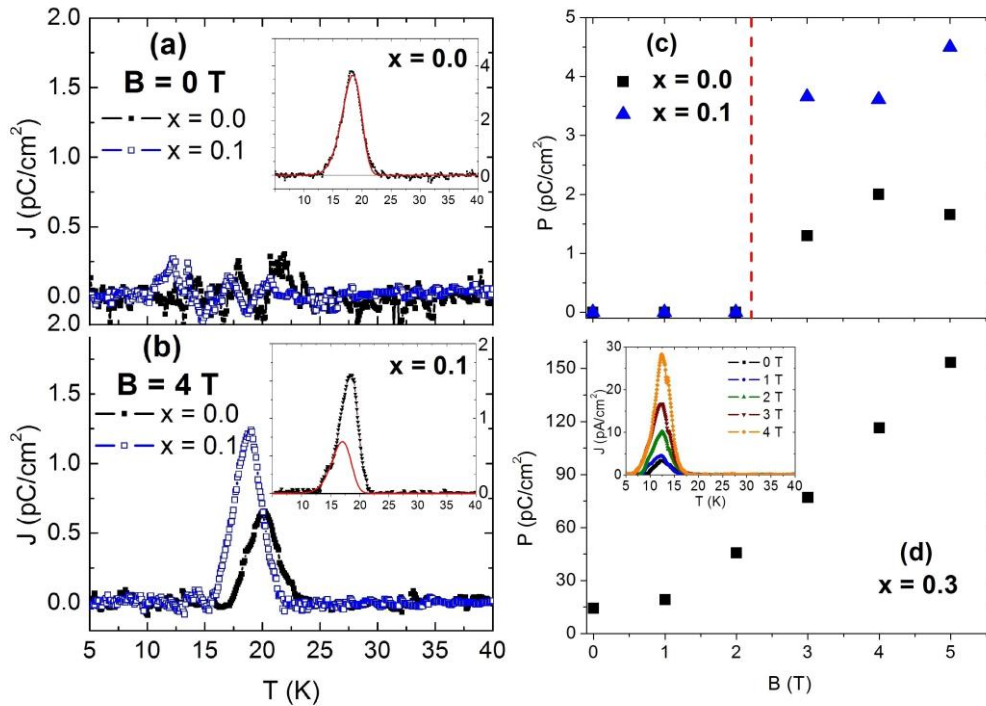 2.0
(a)
B = 0 T
x = 0.0
x = 0.1
1.5
1.0
0.5
0.0
J (pC/cm²)
x = 0.0
4
2
0
10 15 20 25 30 35 40
5 10 15 20 25 30 35 40
2.0
(b)
B = 4 T
x = 0.0
x = 0.1
1.5
1.0
0.5
0.0
J (pC/cm²)
x = 0.1
2
1
0
10 15 20 25 30 35 40
5 10 15 20 25 30 35 40
T (K)
5
4
3
2
1
0
P (pC/cm²)
(c)
x = 0.0
x = 0.1
150
120
90
60
30
0
P (pC/cm²)
30
20
10
0
J (pA/cm²)
0 T
1 T
2 T
3 T
4 T
5 10 15 20 25 30 35 40
T (K)
(d)
x = 0.3
0 1 2 3 4 5
B (T)